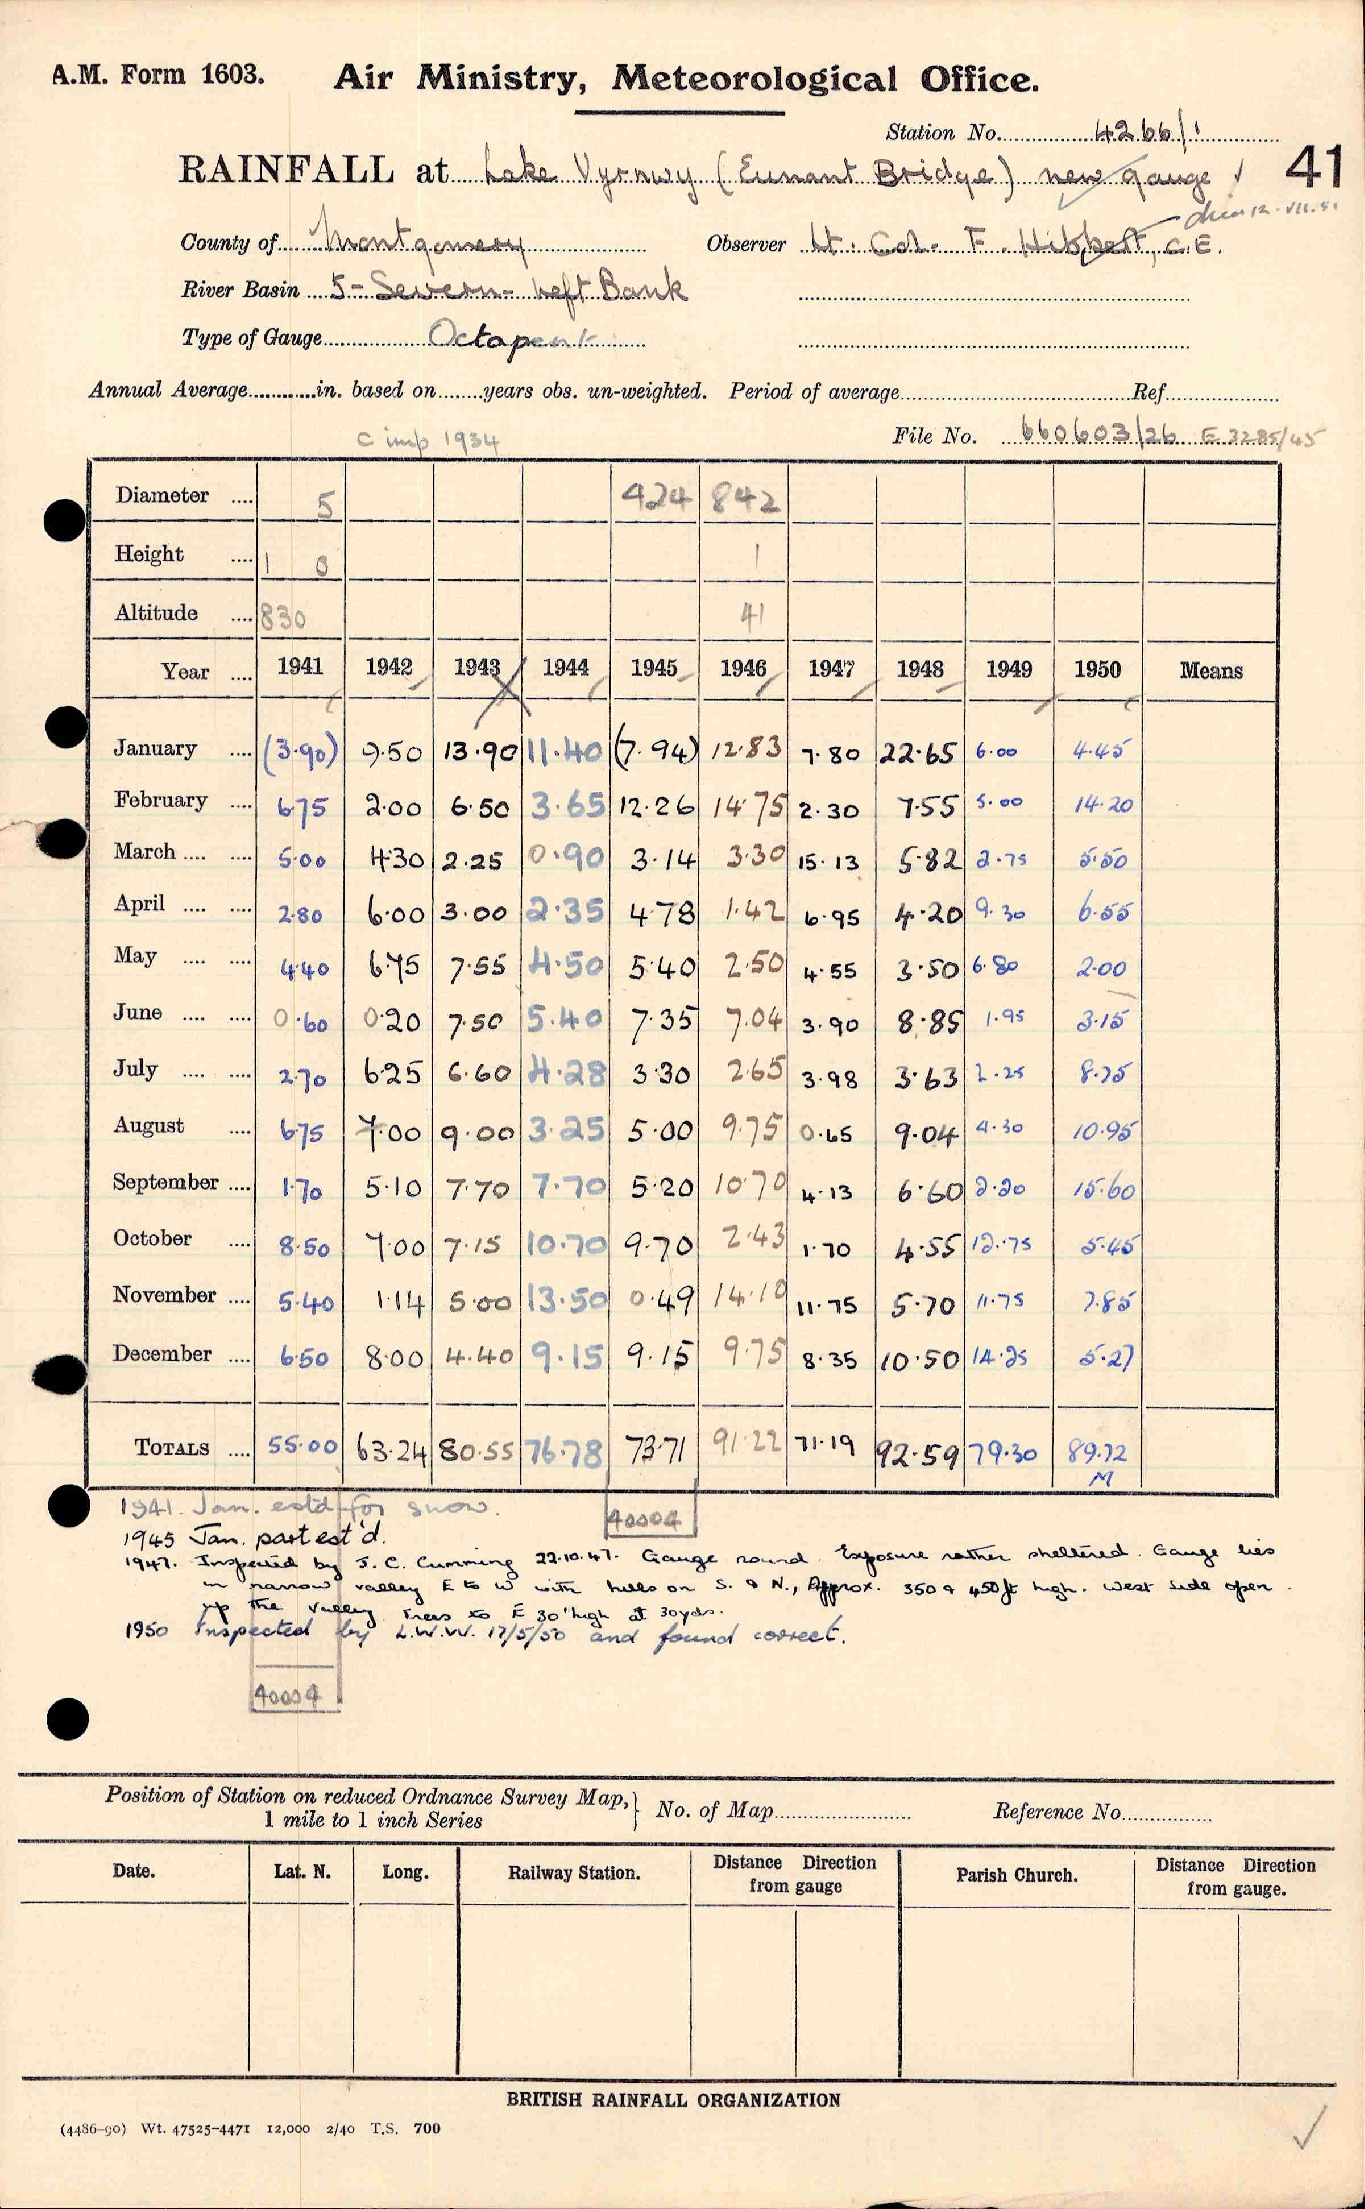 A.M. Form 1603. Air Ministry, Meteorological Office.
Station No. 4266/1
RAINFALL at Lake Vyrnwy (Eunant Bridge) new gauge 41
County of Montgomery Observer Lt. Col. F. Hibbert, C.E.
River Basin 5- Severn- Left Bank
Type of Gauge Octapent
Annual Average in. based on years obs. un-weighted. Period of average Ref.
c imp 1934 File No. 660603/26 E 2285/45
Diameter 5 424 842
Height 1 0 1
Altitude 830 41
Year 1941 1942 1943 1944 1945 1946 1947 1948 1949 1950 Means
January (3.90) 9.50 13.90 11.40 (7.94) 12.83 7.80 22.65 6.00 4.45
February 6.75 2.00 6.50 3.65 12.26 14.75 2.30 7.55 5.00 14.20
March 5.00 4.30 2.25 0.90 3.14 3.30 15.13 5.82 2.75 5.50
April 2.80 6.00 3.00 2.35 4.78 1.42 6.95 4.20 9.30 6.55
May 4.40 6.75 7.55 4.50 5.40 2.50 4.55 3.50 6.80 2.00
June 0.60 0.20 7.50 5.40 7.35 7.04 3.90 8.85 1.95 3.15
July 2.70 6.25 6.60 4.28 3.30 2.65 3.98 3.63 2.25 8.75
August 6.75 7.00 9.00 3.25 5.00 9.75 0.65 9.04 4.30 10.95
September 1.70 5.10 7.70 7.70 5.20 10.70 4.13 6.60 2.20 15.60
October 8.50 7.00 7.15 10.70 9.70 2.43 1.70 4.55 12.75 5.45
November 5.40 1.14 5.00 13.50 0.49 14.10 11.75 5.70 11.75 7.85
December 6.50 8.00 4.40 9.15 9.15 9.75 8.35 10.50 14.25 5.27
TOTALS 55.00 63.24 80.55 76.78 73.71 91.22 71.19 92.59 79.30 89.72
M
1941. Jan. est'd for snow.
40004
1945 Jan. part est'd.
1947. Inspected by J. C. Cumming 22.10.47. Gauge round. Exposure rather sheltered. Gauge lies
in narrow valley E to W with hills on S. & N., Approx. 350 & 450 ft high. West side open
up the valley. Trees to E 30' high at 30 yds.
1950 Inspected by L.W.W. 17/5/50 and found correct.
40004
Position of Station on reduced Ordnance Survey Map,
1 mile to 1 inch Series
No. of Map Reference No.
Date. Lat. N. Long. Railway Station. Distance Direction from gauge Parish Church. Distance Direction from gauge.
BRITISH RAINFALL ORGANIZATION
(4486-90) Wt. 47525-4471 12,000 2/40 T.S. 700